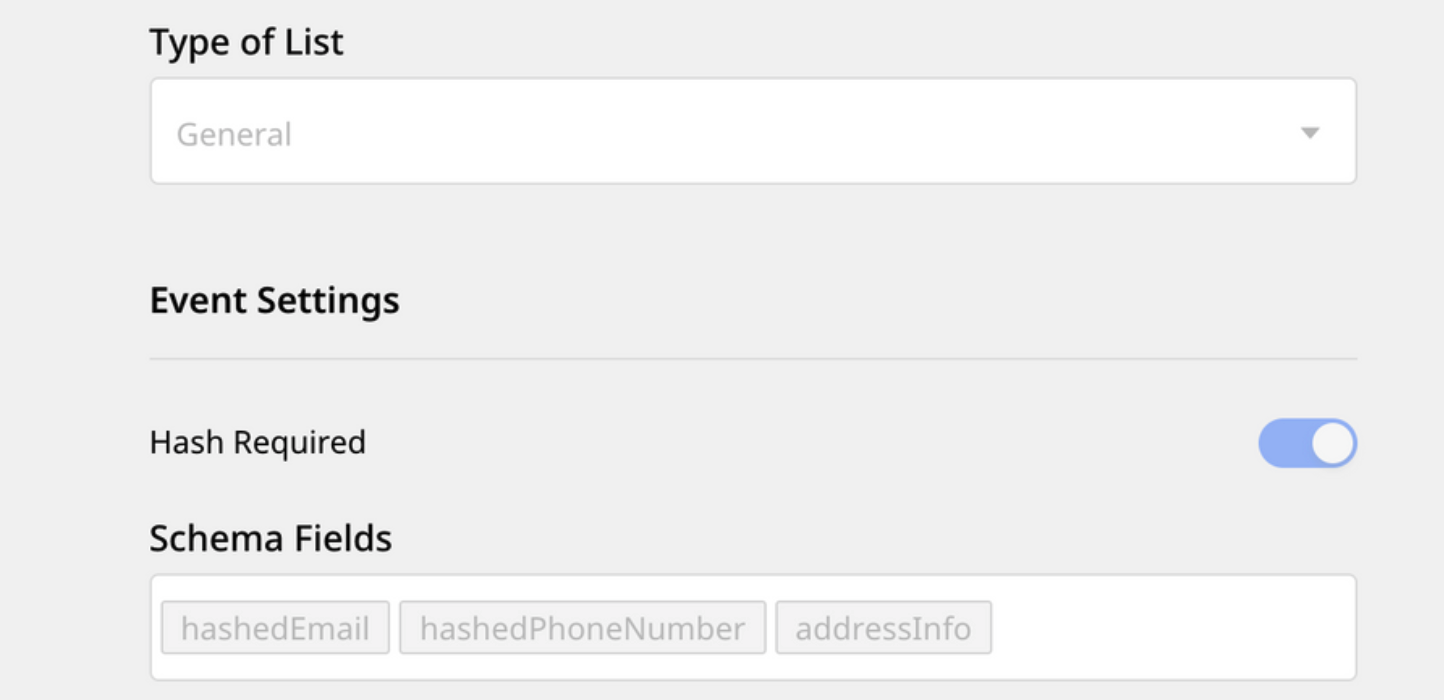 Type of List
General
Event Settings
Hash Required
Schema Fields
hashedEmail hashedPhoneNumber addressInfo